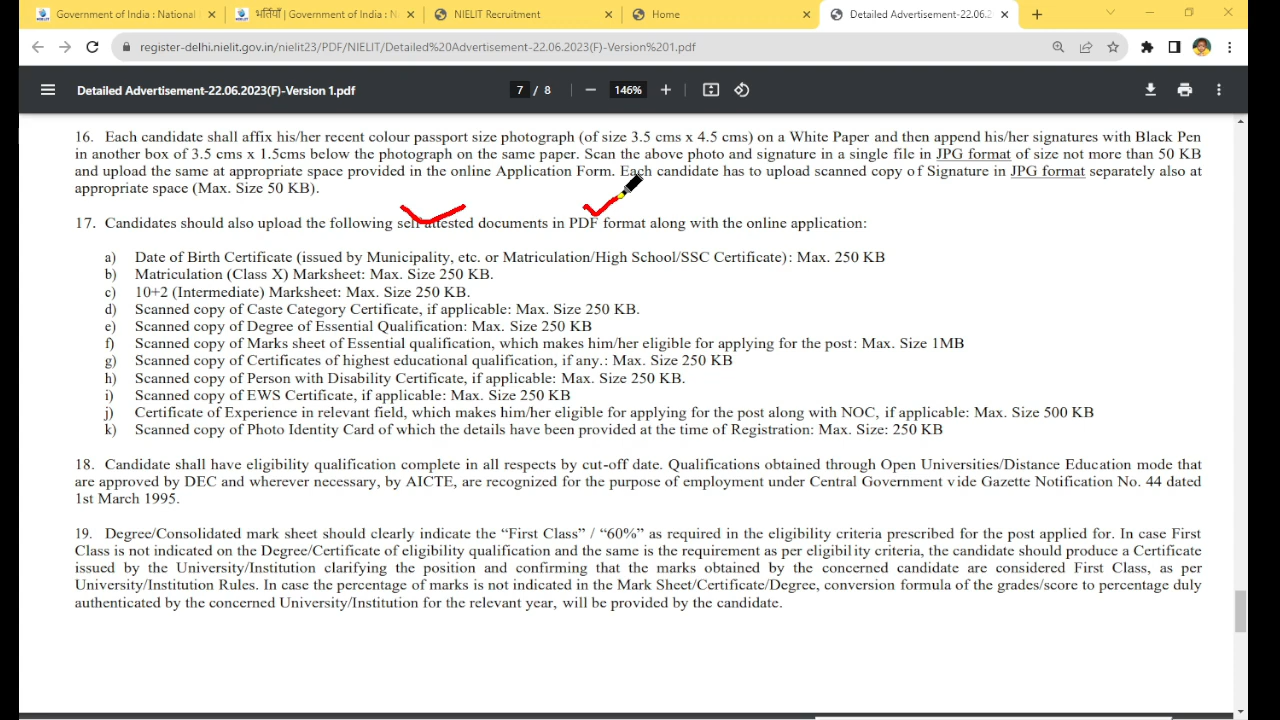 Government of India : National
भर्तियाँ | Government of India : N
NIELIT Recruitment
Home
Detailed Advertisement-22.06.2
register-delhi.nielit.gov.in/nielit23/PDF/NIELIT/Detailed%20Advertisement-22.06.2023(F)-Version%201.pdf
Detailed Advertisement-22.06.2023(F)-Version 1.pdf
7 / 8
146%
16. Each candidate shall affix his/her recent colour passport size photograph (of size 3.5 cms x 4.5 cms) on a White Paper and then append his/her signatures with Black Pen
in another box of 3.5 cms x 1.5cms below the photograph on the same paper. Scan the above photo and signature in a single file in JPG format of size not more than 50 KB
and upload the same at appropriate space provided in the online Application Form. Each candidate has to upload scanned copy of Signature in JPG format separately also at
appropriate space (Max. Size 50 KB).
17. Candidates should also upload the following self attested documents in PDF format along with the online application:
a) Date of Birth Certificate (issued by Municipality, etc. or Matriculation/High School/SSC Certificate): Max. 250 KB
b) Matriculation (Class X) Marksheet: Max. Size 250 KB.
c) 10+2 (Intermediate) Marksheet: Max. Size 250 KB.
d) Scanned copy of Caste Category Certificate, if applicable: Max. Size 250 KB.
e) Scanned copy of Degree of Essential Qualification: Max. Size 250 KB
f) Scanned copy of Marks sheet of Essential qualification, which makes him/her eligible for applying for the post: Max. Size 1MB
g) Scanned copy of Certificates of highest educational qualification, if any.: Max. Size 250 KB
h) Scanned copy of Person with Disability Certificate, if applicable: Max. Size 250 KB.
i) Scanned copy of EWS Certificate, if applicable: Max. Size 250 KB
j) Certificate of Experience in relevant field, which makes him/her eligible for applying for the post along with NOC, if applicable: Max. Size 500 KB
k) Scanned copy of Photo Identity Card of which the details have been provided at the time of Registration: Max. Size: 250 KB
18. Candidate shall have eligibility qualification complete in all respects by cut-off date. Qualifications obtained through Open Universities/Distance Education mode that
are approved by DEC and wherever necessary, by AICTE, are recognized for the purpose of employment under Central Government vide Gazette Notification No. 44 dated
1st March 1995.
19. Degree/Consolidated mark sheet should clearly indicate the “First Class” / “60%” as required in the eligibility criteria prescribed for the post applied for. In case First
Class is not indicated on the Degree/Certificate of eligibility qualification and the same is the requirement as per eligibility criteria, the candidate should produce a Certificate
issued by the University/Institution clarifying the position and confirming that the marks obtained by the concerned candidate are considered First Class, as per
University/Institution Rules. In case the percentage of marks is not indicated in the Mark Sheet/Certificate/Degree, conversion formula of the grades/score to percentage duly
authenticated by the concerned University/Institution for the relevant year, will be provided by the candidate.